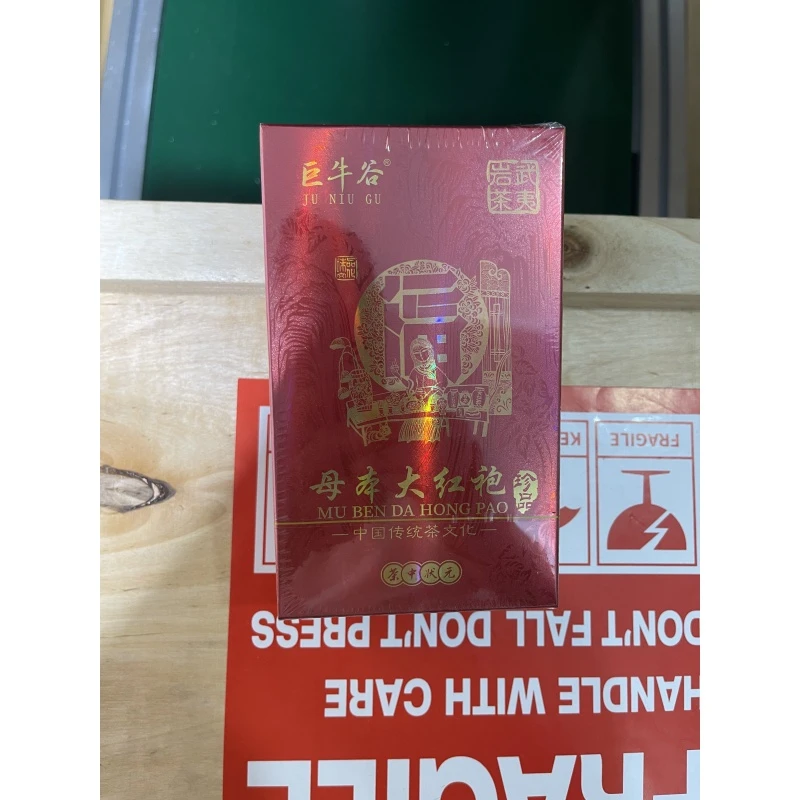 巨牛谷®
JU NIU GU
武夷
岩茶
母本大红袍
珍品
MU BEN DA HONG PAO
—中国传统茶文化—
茶中状元
FRAGILE
KE
DON'T FALL DON'T PRESS
HANDLE WITH CARE
FRAGILE